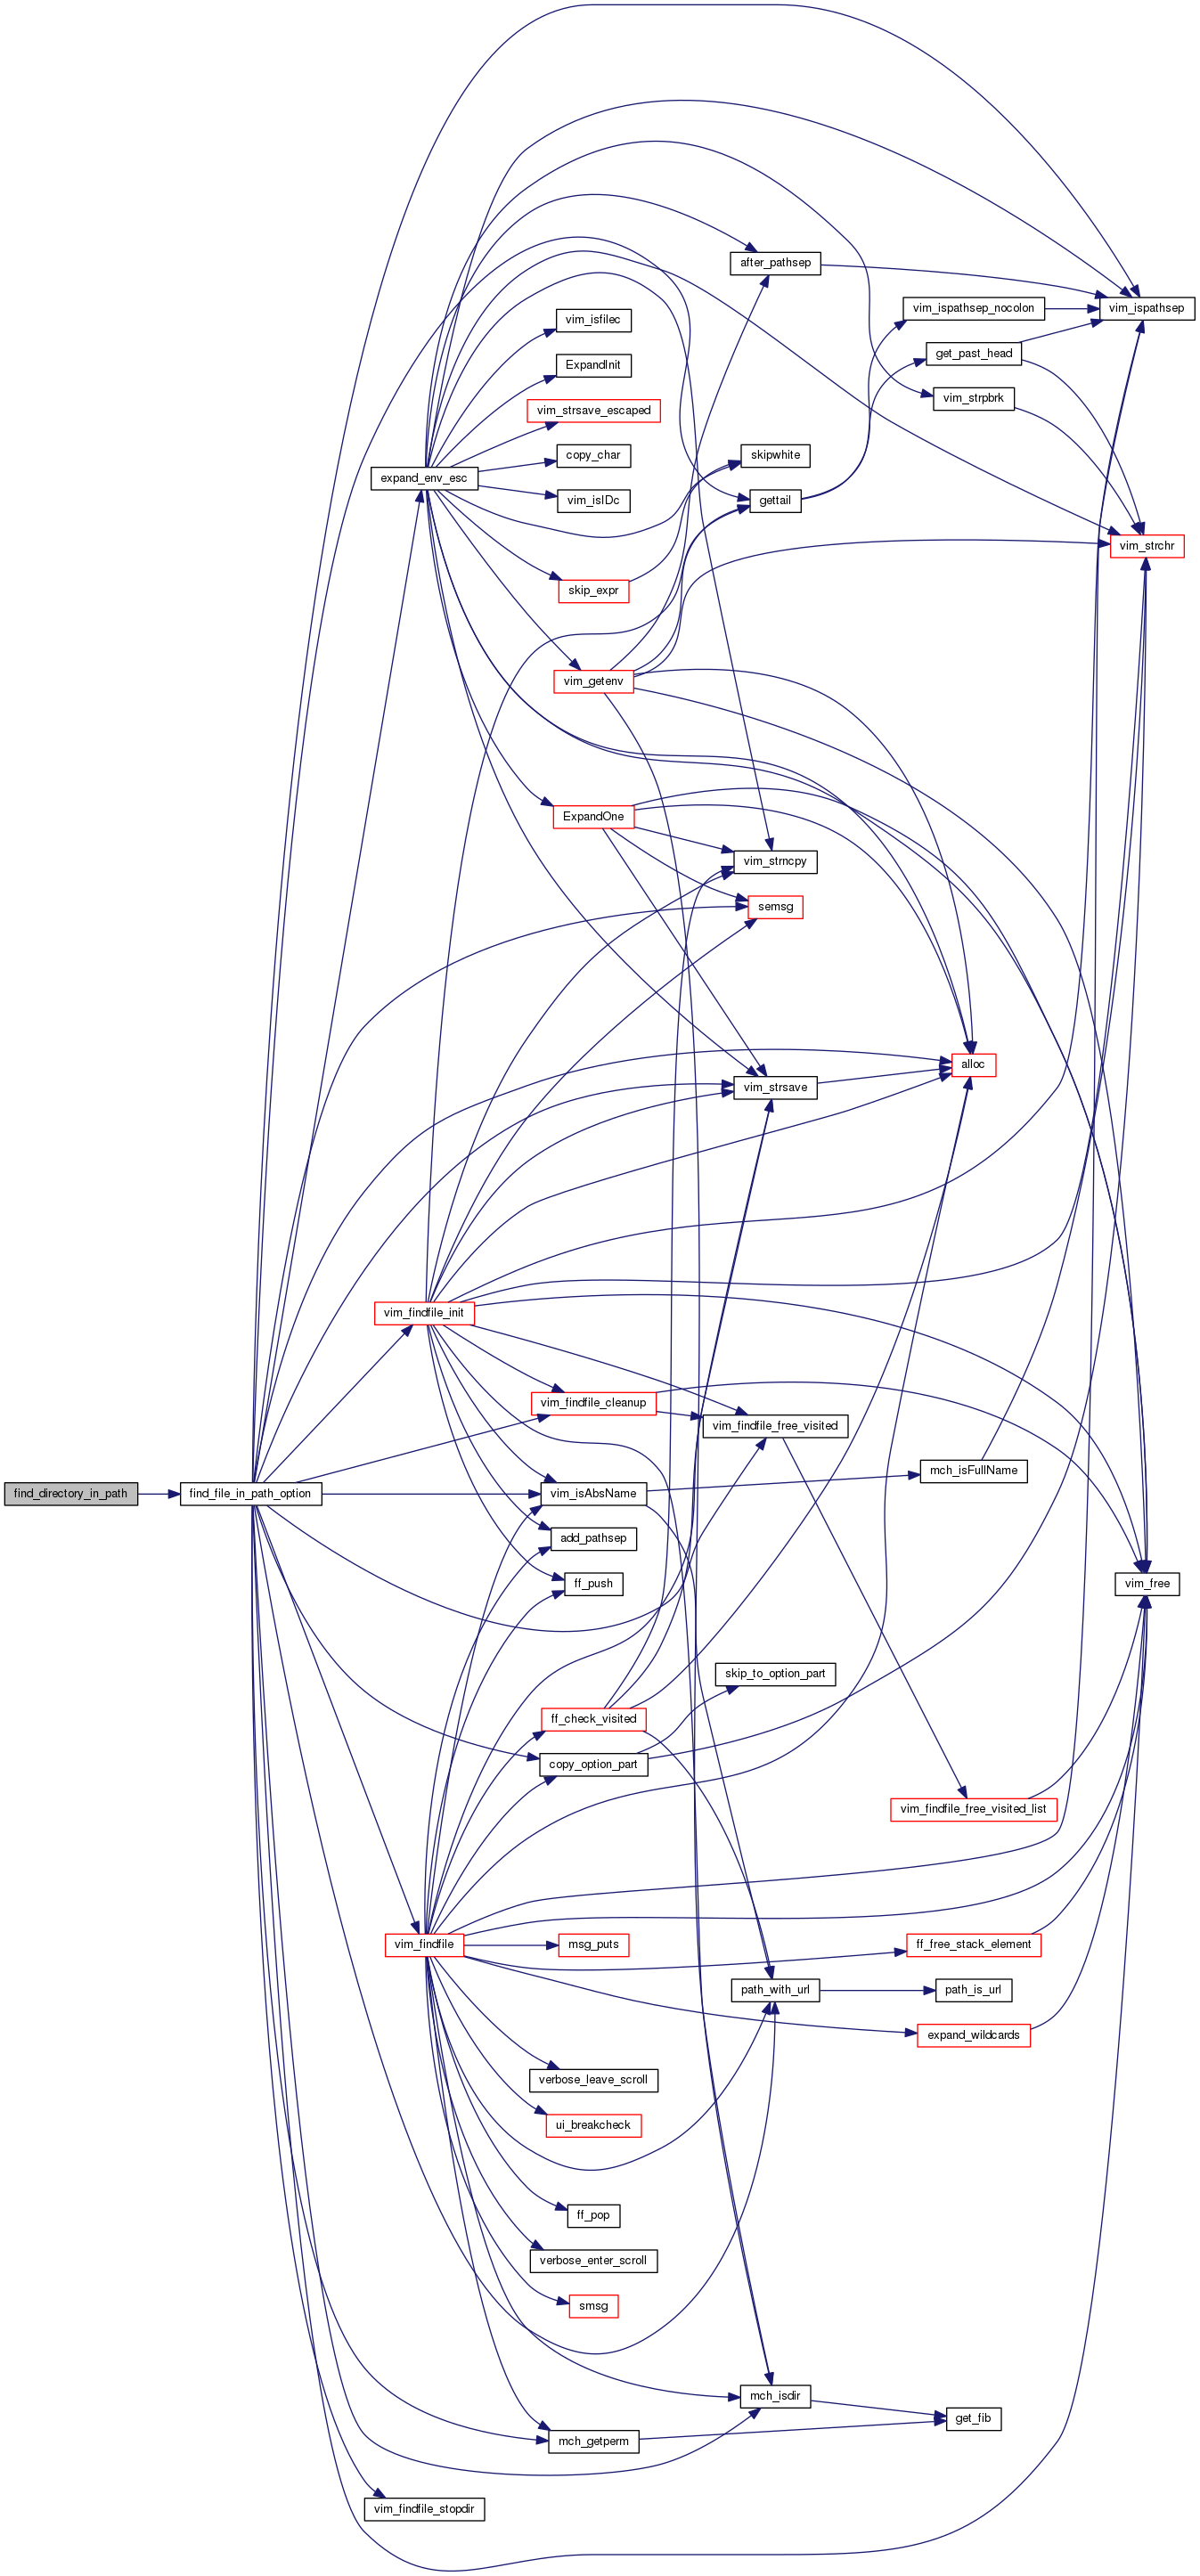 after_pathsep
vim_isfilec
vim_ispathsep_nocolon
vim_ispathsep
get_past_head
ExpandInit
vim_strpbrk
vim_strsave_escaped
copy_char
skipwhite
expand_env_esc
vim_isIDc
gettail
vim_strchr
skip_expr
vim_getenv
ExpandOne
vim_strncpy
semsg
alloc
vim_strsave
vim_findfile_init
vim_findfile_cleanup
vim_findfile_free_visited
mch_isFullName
find_directory_in_path
find_file_in_path_option
vim_isAbsName
add_pathsep
ff_push
vim_free
skip_to_option_part
ff_check_visited
copy_option_part
vim_findfile_free_visited_list
vim_findfile
msg_puts
ff_free_stack_element
path_with_url
path_is_url
expand_wildcards
verbose_leave_scroll
ui_breakcheck
ff_pop
verbose_enter_scroll
smsg
mch_isdir
get_fib
mch_getperm
vim_findfile_stopdir